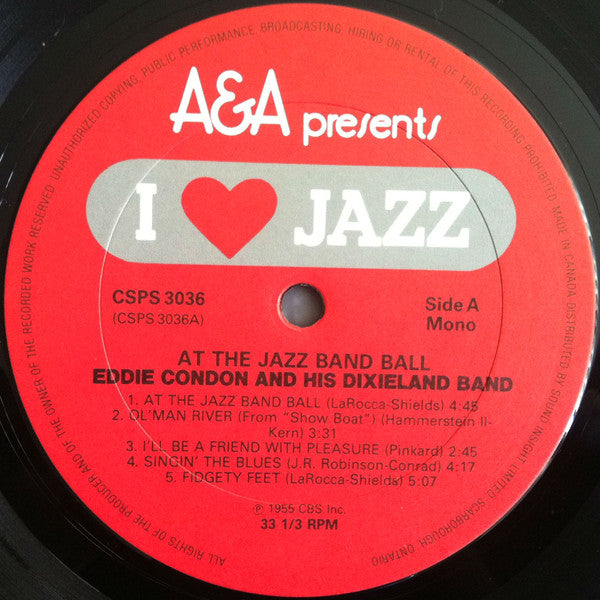 A&A presents
I ♥ JAZZ
CSPS 3036
(CSPS 3036A)
Side A
Mono
AT THE JAZZ BAND BALL
EDDIE CONDON AND HIS DIXIELAND BAND
1. AT THE JAZZ BAND BALL (LaRocca-Shields) 4:45
2. OL'MAN RIVER (From "Show Boat") (Hammerstein II-
Kern) 3:31
3. I'LL BE A FRIEND WITH PLEASURE (Pinkard) 2:45
4. SINGIN' THE BLUES (J.R. Robinson-Conrad) 4:17
5. FIDGETY FEET (LaRocca-Shields) 5:07
℗ 1955 CBS Inc.
33 1/3 RPM
ALL RIGHTS OF THE PRODUCER AND OF THE OWNER OF THE RECORDED WORK RESERVED UNAUTHORIZED COPYING PUBLIC PERFORMANCE, BROADCASTING, HIRING OR RENTAL OF THIS RECORDING PROHIBITED MADE IN CANADA DISTRIBUTED BY SOUND INSIGHT LIMITED SCARBOROUGH, ONTARIO